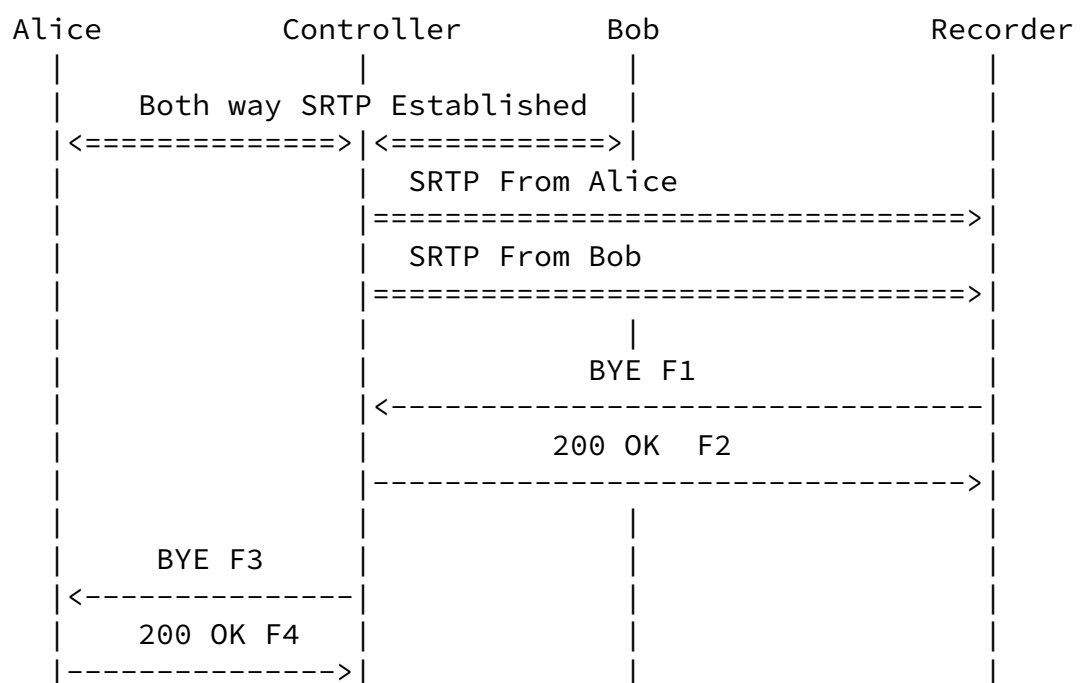 Alice Controller Bob Recorder
Both way SRTP Established
SRTP From Alice
SRTP From Bob
BYE F1
200 OK F2
BYE F3
200 OK F4